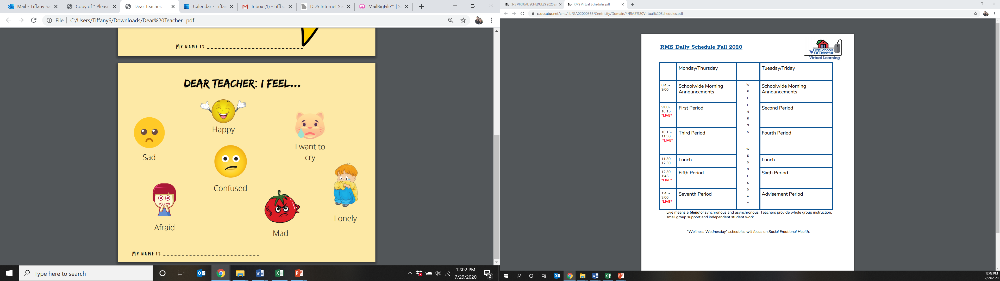 Mail - Tiffany Sa
Copy of * Please
Dear Teacher:
Calendar - Tiffar
Inbox (1) - tiffbo
DDS Internet Se
MailBigFile™ | S
File | C:/Users/TiffanyS/Downloads/Dear%20Teacher_.pdf
MY NAME IS __________________________
DEAR TEACHER: I FEEL...
Happy
Sad
I want to
cry
Confused
Afraid
Mad
Lonely
MY NAME IS __________________________
Type here to search
12:02 PM
7/29/2020
2
Bb 3-5 VIRTUAL SCHEDULES 2020.p
Bb RMS Virtual Schedules.pdf
csdecatur.net/cms/lib/GA02000365/Centricity/Domain/4/RMS%20Virtual%20Schedules.pdf
RMS Daily Schedule Fall 2020
City Schools
Of Decatur
Virtual Learning
Monday/Thursday
Tuesday/Friday
8:45-
9:00
Schoolwide Morning
Announcements
WELLNESS WEDNESDAY
Schoolwide Morning
Announcements
9:00-
10:15
*LIVE*
First Period
Second Period
10:15-
11:30
*LIVE*
Third Period
Fourth Period
11:30-
12:30
Lunch
Lunch
12:30-
1:45
*LIVE*
Fifth Period
Sixth Period
1:45-
3:00
*LIVE*
Seventh Period
Advisement Period
Live means a blend of synchronous and asynchronous. Teachers provide whole group instruction,
small group support and independent student work.
“Wellness Wednesday” schedules will focus on Social Emotional Health.
12:02 PM
7/29/2020